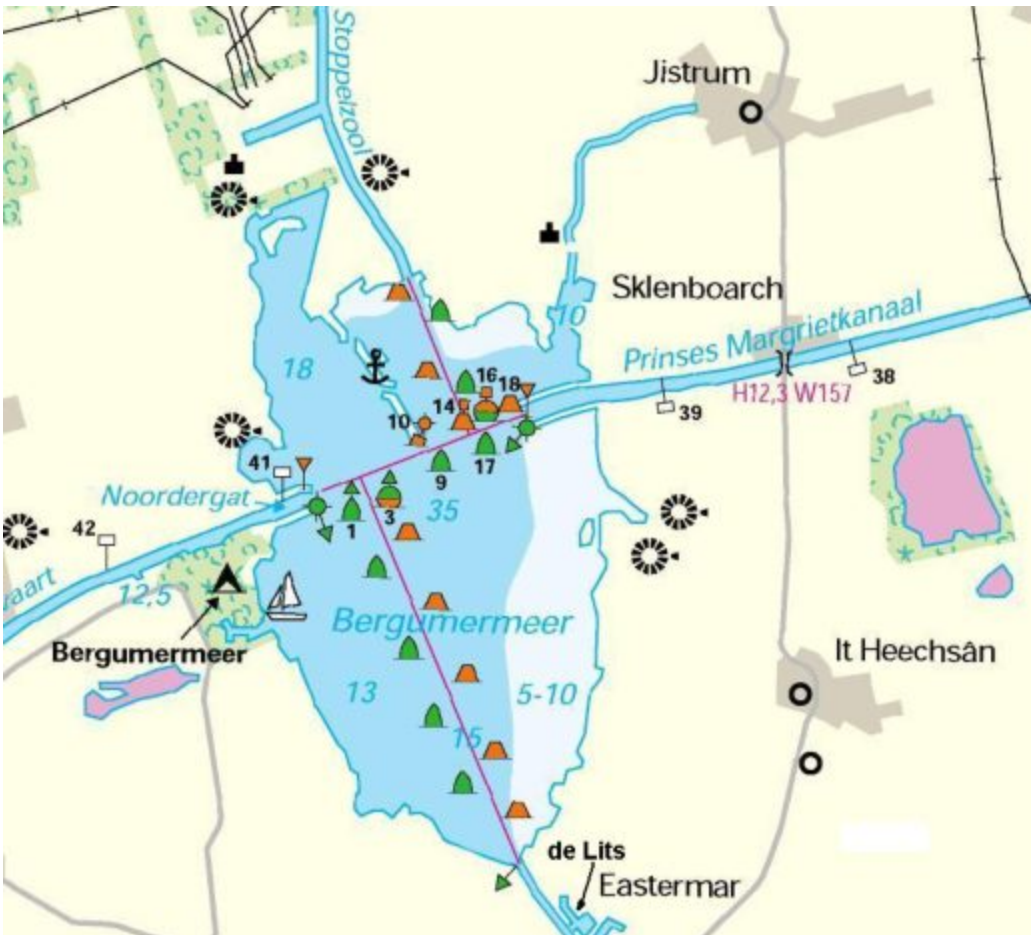 Stoppelzool
Jistrum
Sklenboarch
10
Prinses Margrietkanaal
18
16
18
14
10
H12,3 W157
38
39
41
9
17
Noordergat
35
42
1
3
vaart
12,5
Bergumermeer
Bergumermeer
It Heechsân
13
5-10
15
de Lits
Eastermar